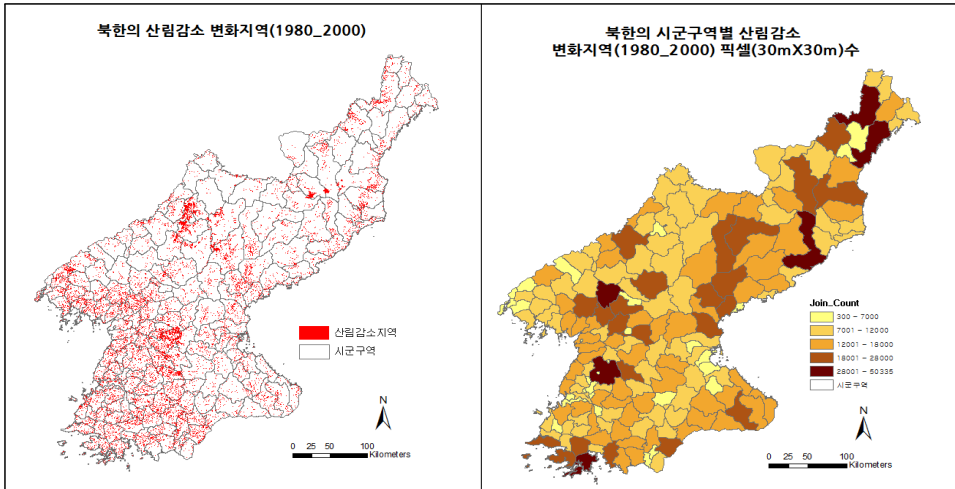 북한의 산림감소 변화지역(1980_2000)
산림감소지역
시군구역
N
0 25 50 100
Kilometers
북한의 시군구역별 산림감소
변화지역(1980_2000) 픽셀(30mX30m)수
Join_Count
300 - 7000
7001 - 12000
12001 - 18000
18001 - 28000
28001 - 50335
시군구역
N
0 25 50 100
Kilometers